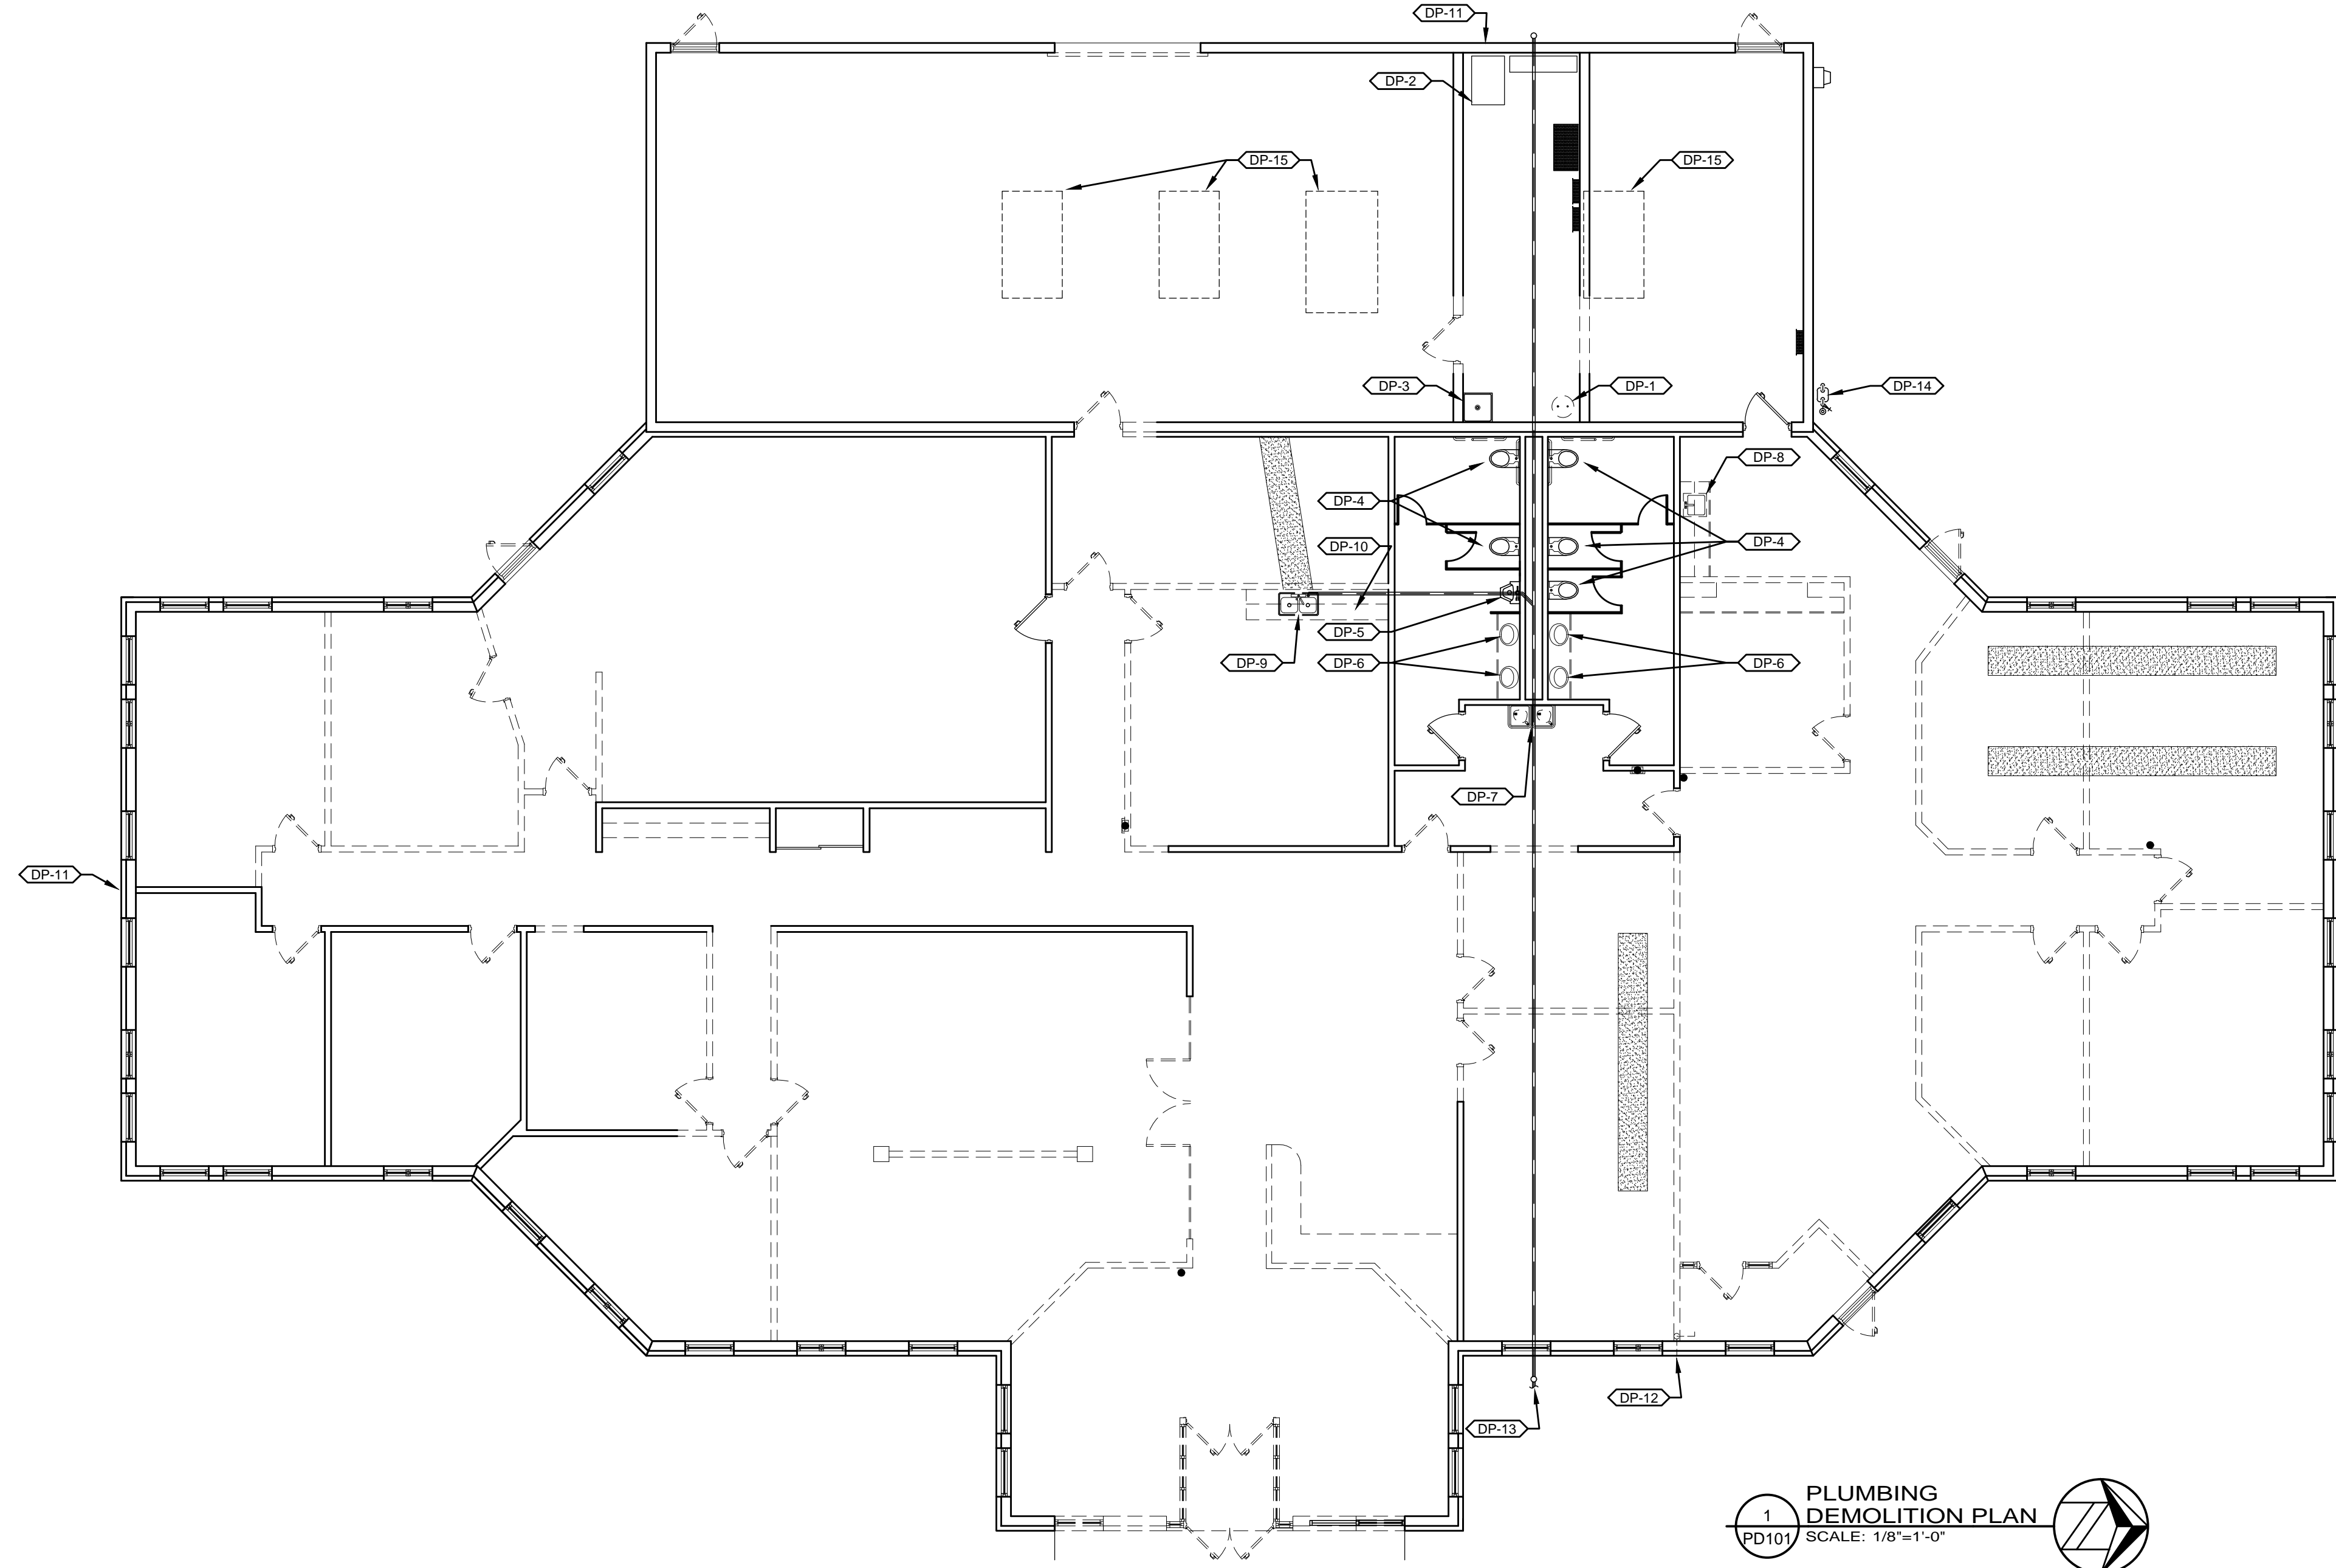 DP-11
DP-2
DP-15
DP-15
DP-3
DP-1
DP-14
DP-8
DP-4
DP-4
DP-10
DP-5
DP-9
DP-6
DP-6
DP-7
DP-11
DP-12
DP-13
1
PD101
PLUMBING
DEMOLITION PLAN
SCALE: 1/8"=1'-0"